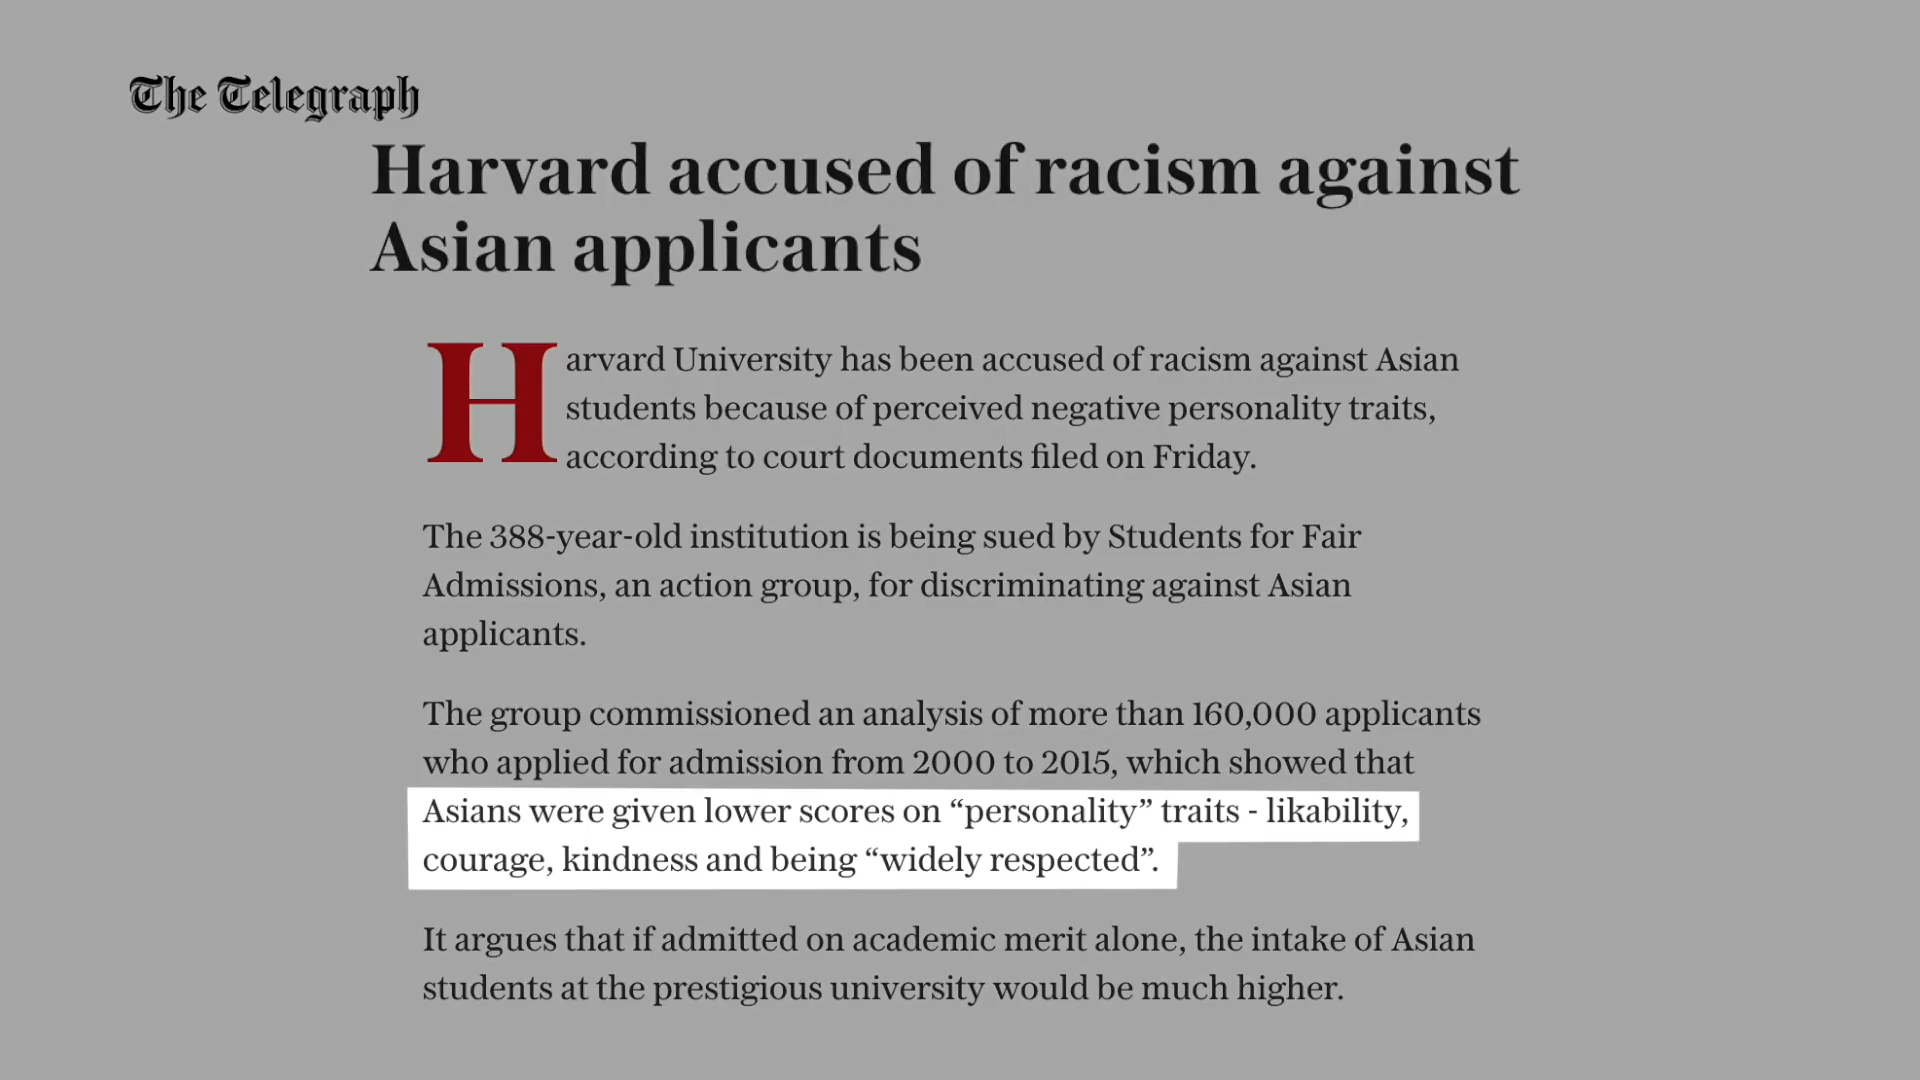 The Telegraph
Harvard accused of racism against
Asian applicants
Harvard University has been accused of racism against Asian
students because of perceived negative personality traits,
according to court documents filed on Friday.
The 388-year-old institution is being sued by Students for Fair
Admissions, an action group, for discriminating against Asian
applicants.
The group commissioned an analysis of more than 160,000 applicants
who applied for admission from 2000 to 2015, which showed that
Asians were given lower scores on “personality” traits - likability,
courage, kindness and being “widely respected”.
It argues that if admitted on academic merit alone, the intake of Asian
students at the prestigious university would be much higher.